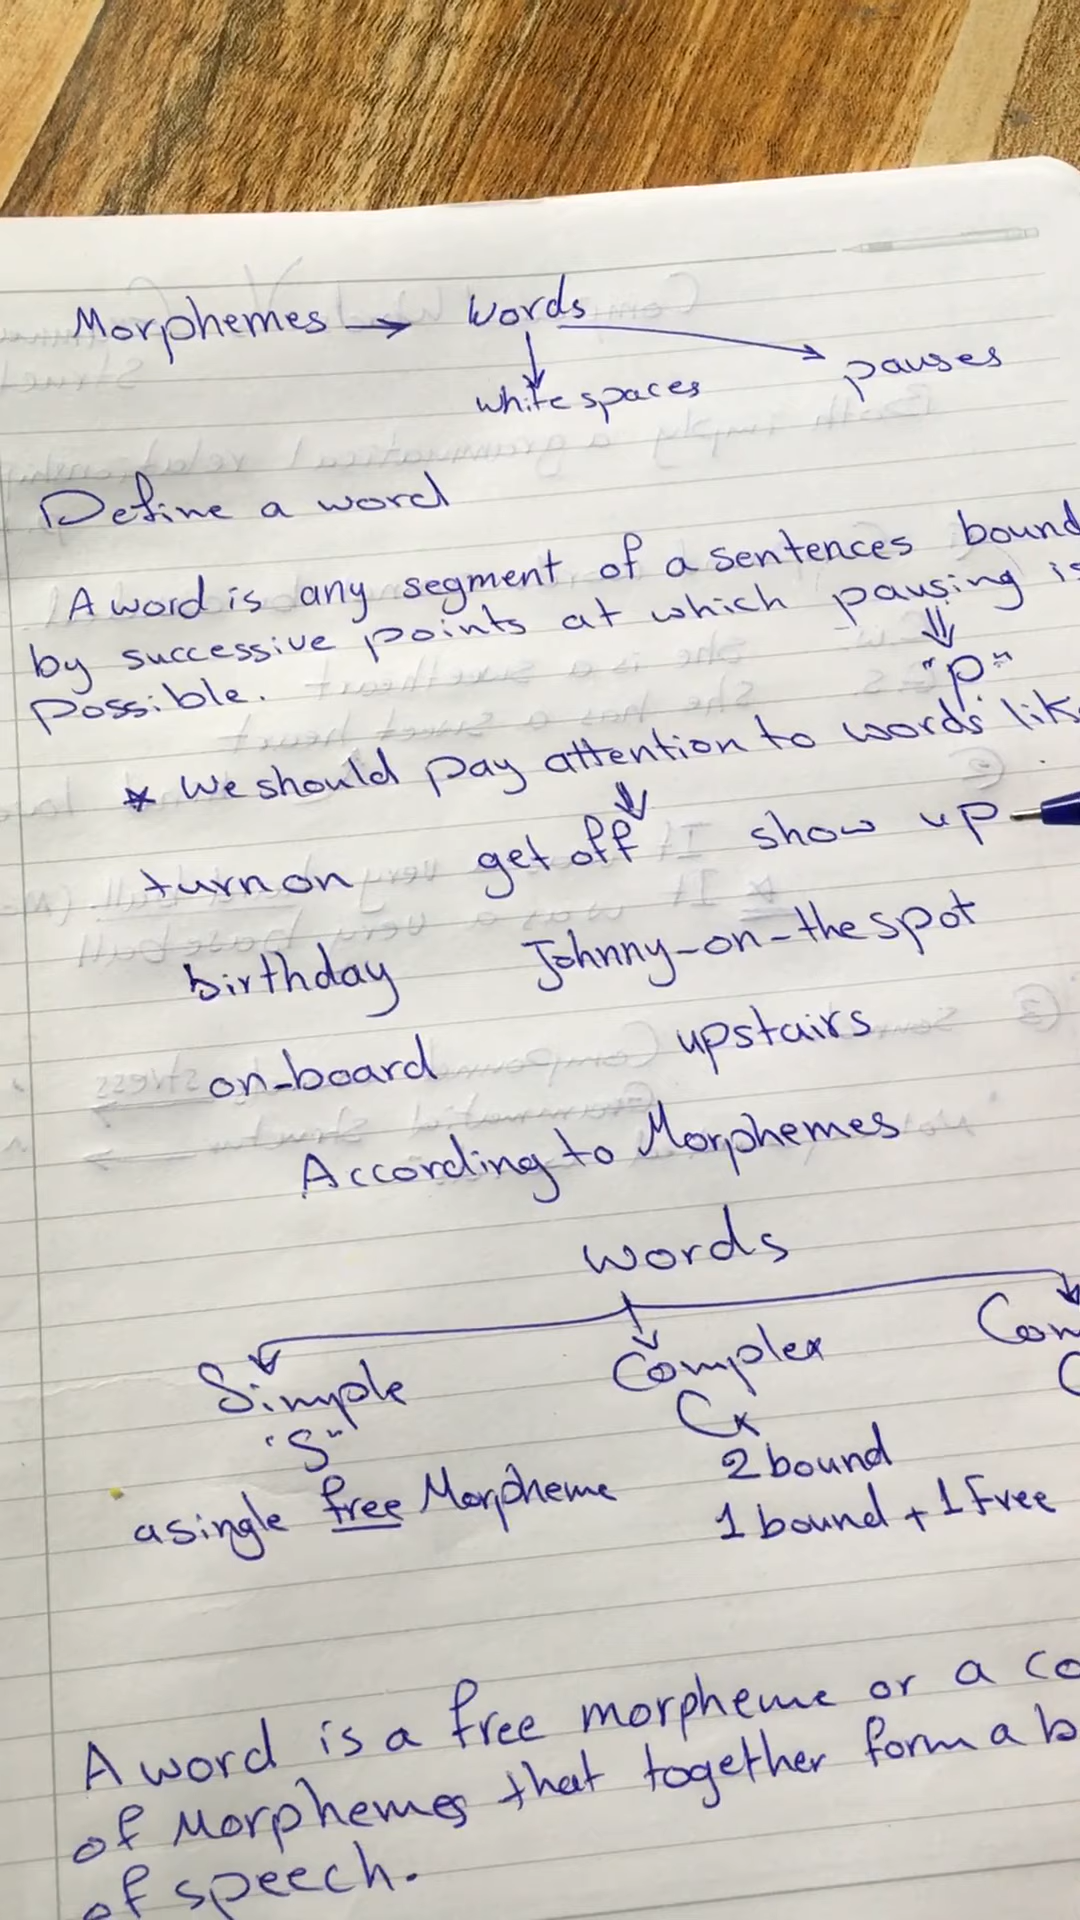 Morphemes → Words
whitespaces pauses
Define a word
A word is any segment of a sentences bound
by successive points at which pausing is
possible. "P"
* We should pay attention to words like
turn on get off show up
birthday Johnny-on-the spot
on-board upstairs
According to Morphemes
words
Simple Complex Com
"S" Cx C
a single free Morpheme 2 bound
1 bound + 1 Free
A word is a free morpheme or a co
of Morphemes that together form a b
of speech.